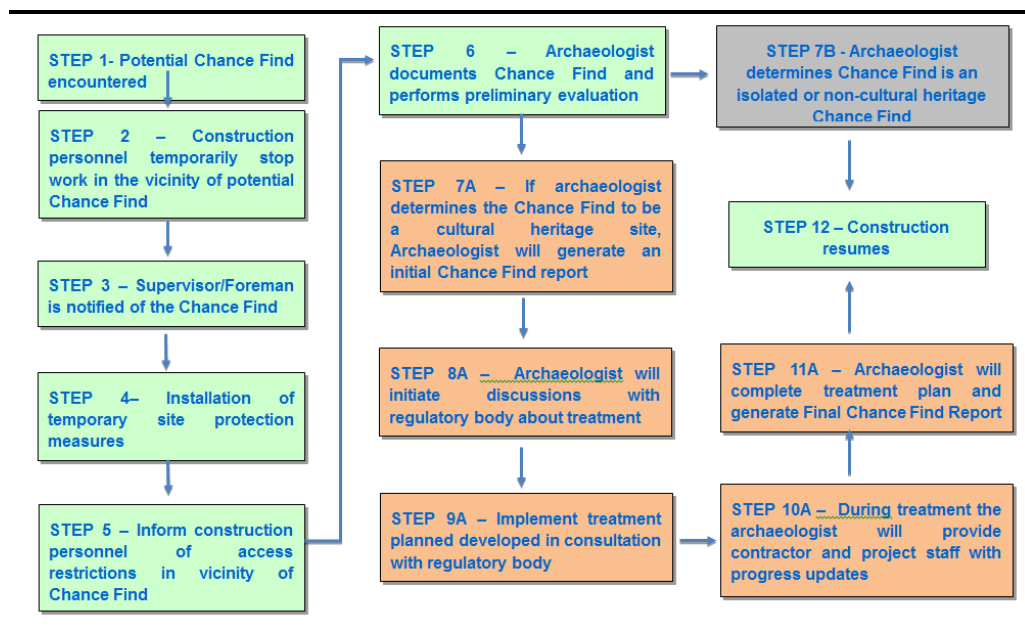 STEP 1- Potential Chance Find
encountered
STEP 2 – Construction
personnel temporarily stop
work in the vicinity of potential
Chance Find
STEP 3 – Supervisor/Foreman
is notified of the Chance Find
STEP 4– Installation of
temporary site protection
measures
STEP 5 – Inform construction
personnel of access
restrictions in vicinity of
Chance Find
STEP 6 – Archaeologist
documents Chance Find and
performs preliminary evaluation
STEP 7A – If archaeologist
determines the Chance Find to be
a cultural heritage site,
Archaeologist will generate an
initial Chance Find report
STEP 8A – Archaeologist will
initiate discussions with
regulatory body about treatment
STEP 9A – Implement treatment
planned developed in consultation
with regulatory body
STEP 10A – During treatment the
archaeologist will provide
contractor and project staff with
progress updates
STEP 11A – Archaeologist will
complete treatment plan and
generate Final Chance Find Report
STEP 7B - Archaeologist
determines Chance Find is an
isolated or non-cultural heritage
Chance Find
STEP 12 – Construction
resumes